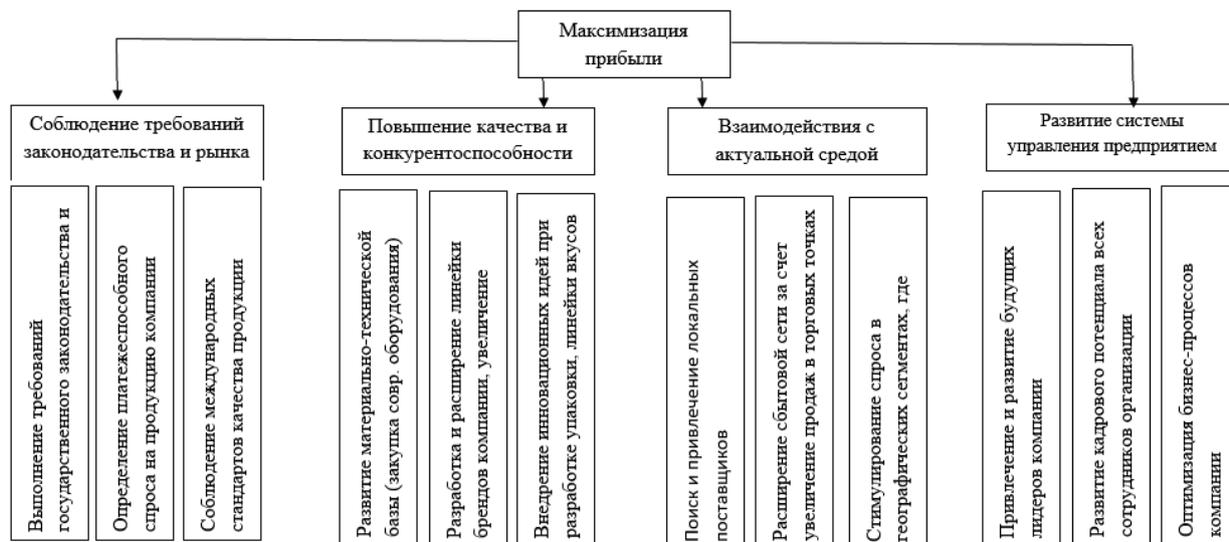 Максимизация
прибыли
Соблюдение требований
законодательства и рынка
Повышение качества и
конкурентоспособности
Взаимодействия с
актуальной средой
Развитие системы
управления предприятием
Выполнение требований
государственного законодательства и
Определение платежеспособного
спроса на продукцию компании
Соблюдение международных
стандартов качества продукции
Развитие материально-технической
базы (закупка совр. оборудования)
Разработка и расширение линейки
брендов компании, увеличение
Внедрение инновационных идей при
разработке упаковки, линейки вкусов
Поиск и привлечение локальных
поставщиков
Расширение сбытовой сети за счет
увеличение продаж в торговых точках
Стимулирование спроса в
географических сегментах, где
Привлечение и развитие будущих
лидеров компании
Развитие кадрового потенциала всех
сотрудников организации
Оптимизация бизнес-процессов
компании